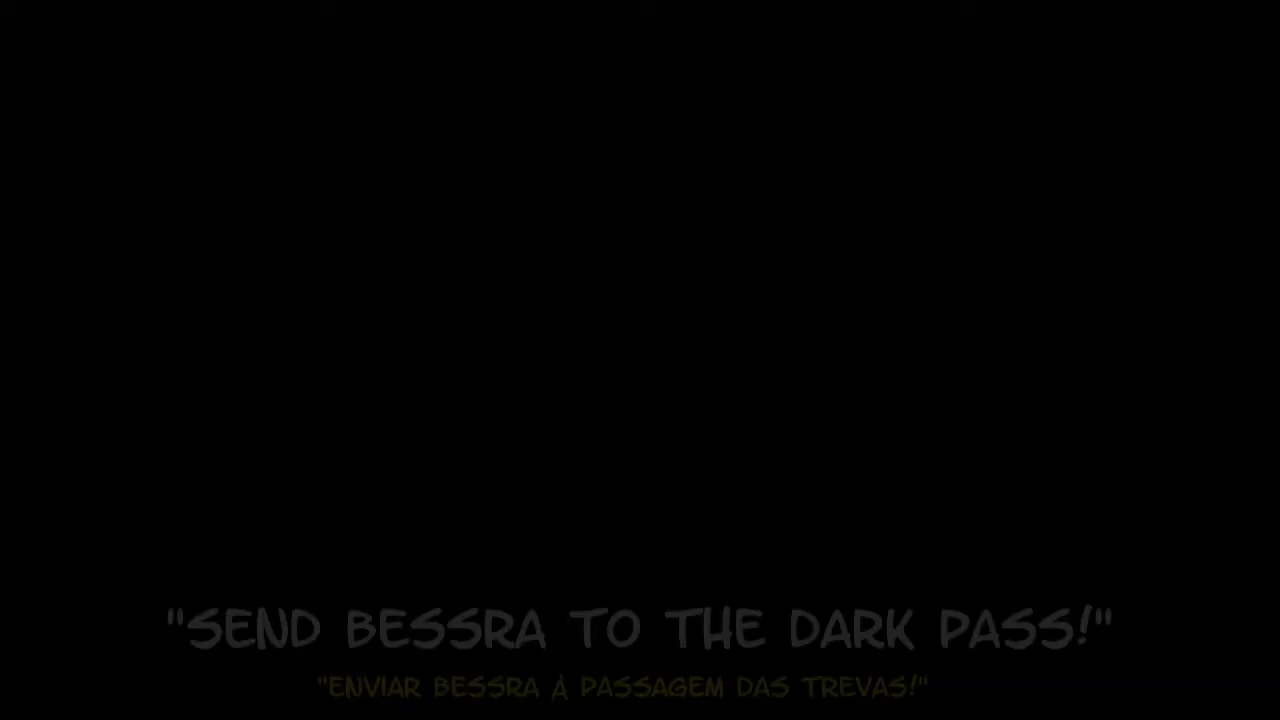 "SEND BESSRA TO THE DARK PASS!"
"ENVIAR BESSRA À PASSAGEM DAS TREVAS!"